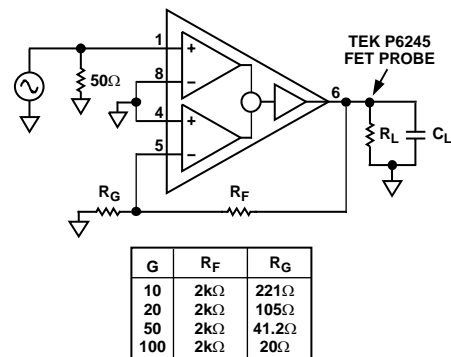 TEK P6245
FET PROBE
1
+
50Ω
8
−
4
+
5
−
6
R_L
C_L
R_G
R_F
G R_F R_G
10 2kΩ 221Ω
20 2kΩ 105Ω
50 2kΩ 41.2Ω
100 2kΩ 20Ω